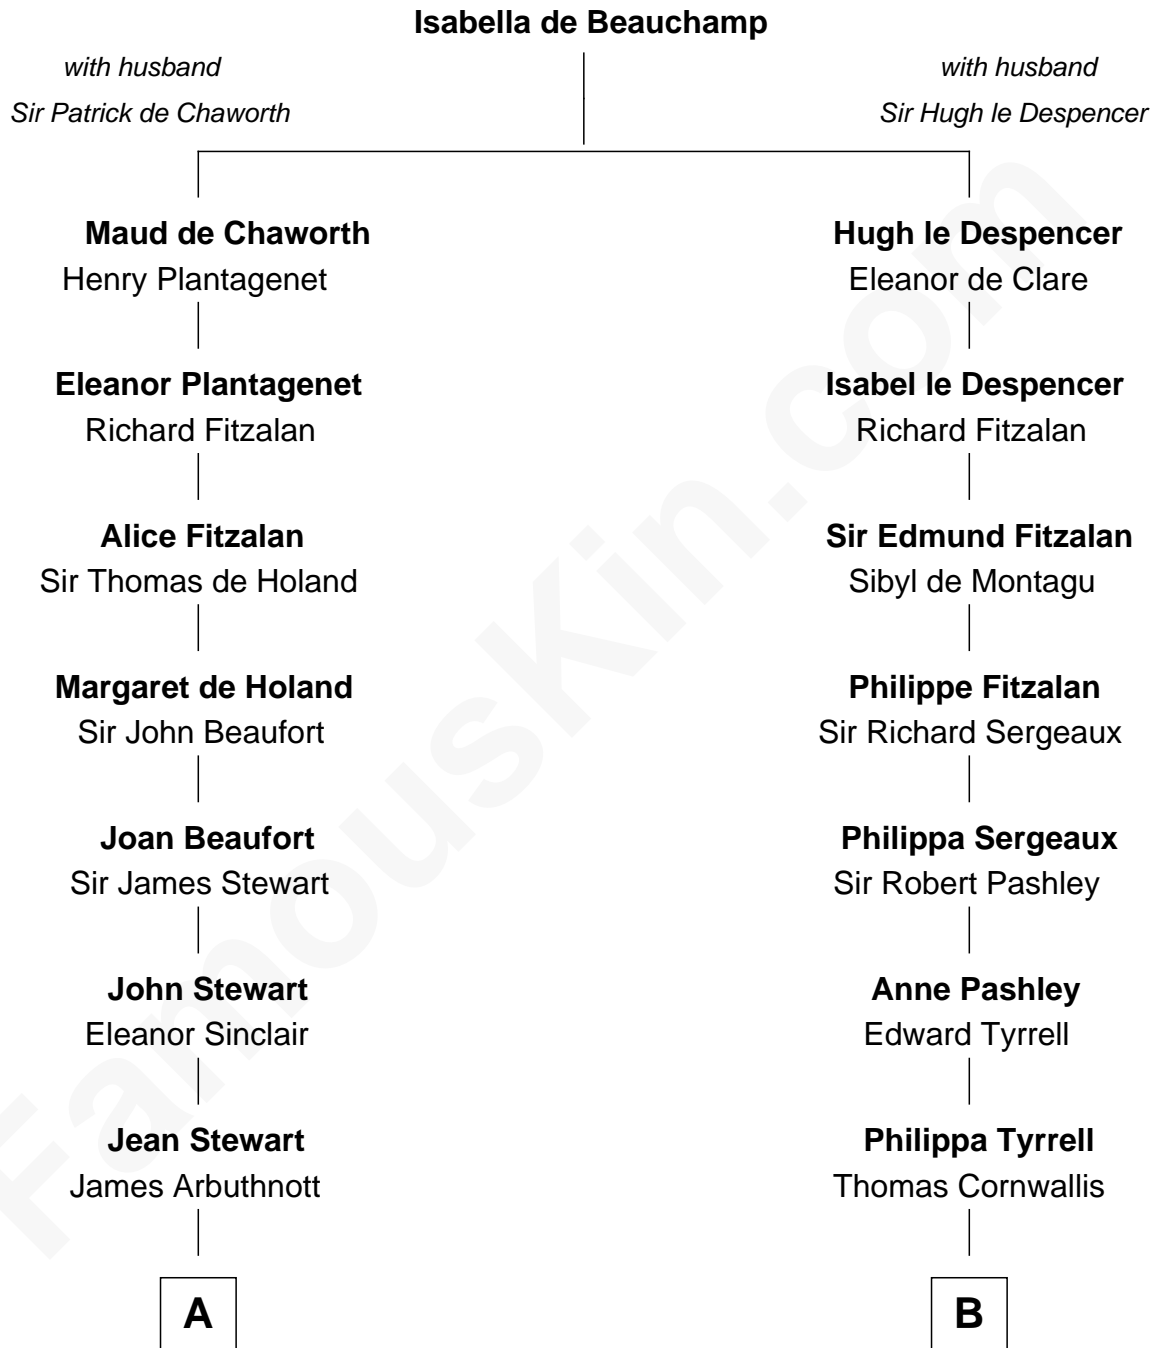 Isabella de Beauchamp
with husband
Sir Patrick de Chaworth
with husband
Sir Hugh le Despencer
Maud de Chaworth
Henry Plantagenet
Hugh le Despencer
Eleanor de Clare
Eleanor Plantagenet
Richard Fitzalan
Isabel le Despencer
Richard Fitzalan
Alice Fitzalan
Sir Thomas de Holand
Sir Edmund Fitzalan
Sibyl de Montagu
Margaret de Holand
Sir John Beaufort
Philippe Fitzalan
Sir Richard Sergeaux
Joan Beaufort
Sir James Stewart
Philippa Sergeaux
Sir Robert Pashley
John Stewart
Eleanor Sinclair
Anne Pashley
Edward Tyrrell
Jean Stewart
James Arbuthnott
Philippa Tyrrell
Thomas Cornwallis
A
B
FamousKin.com